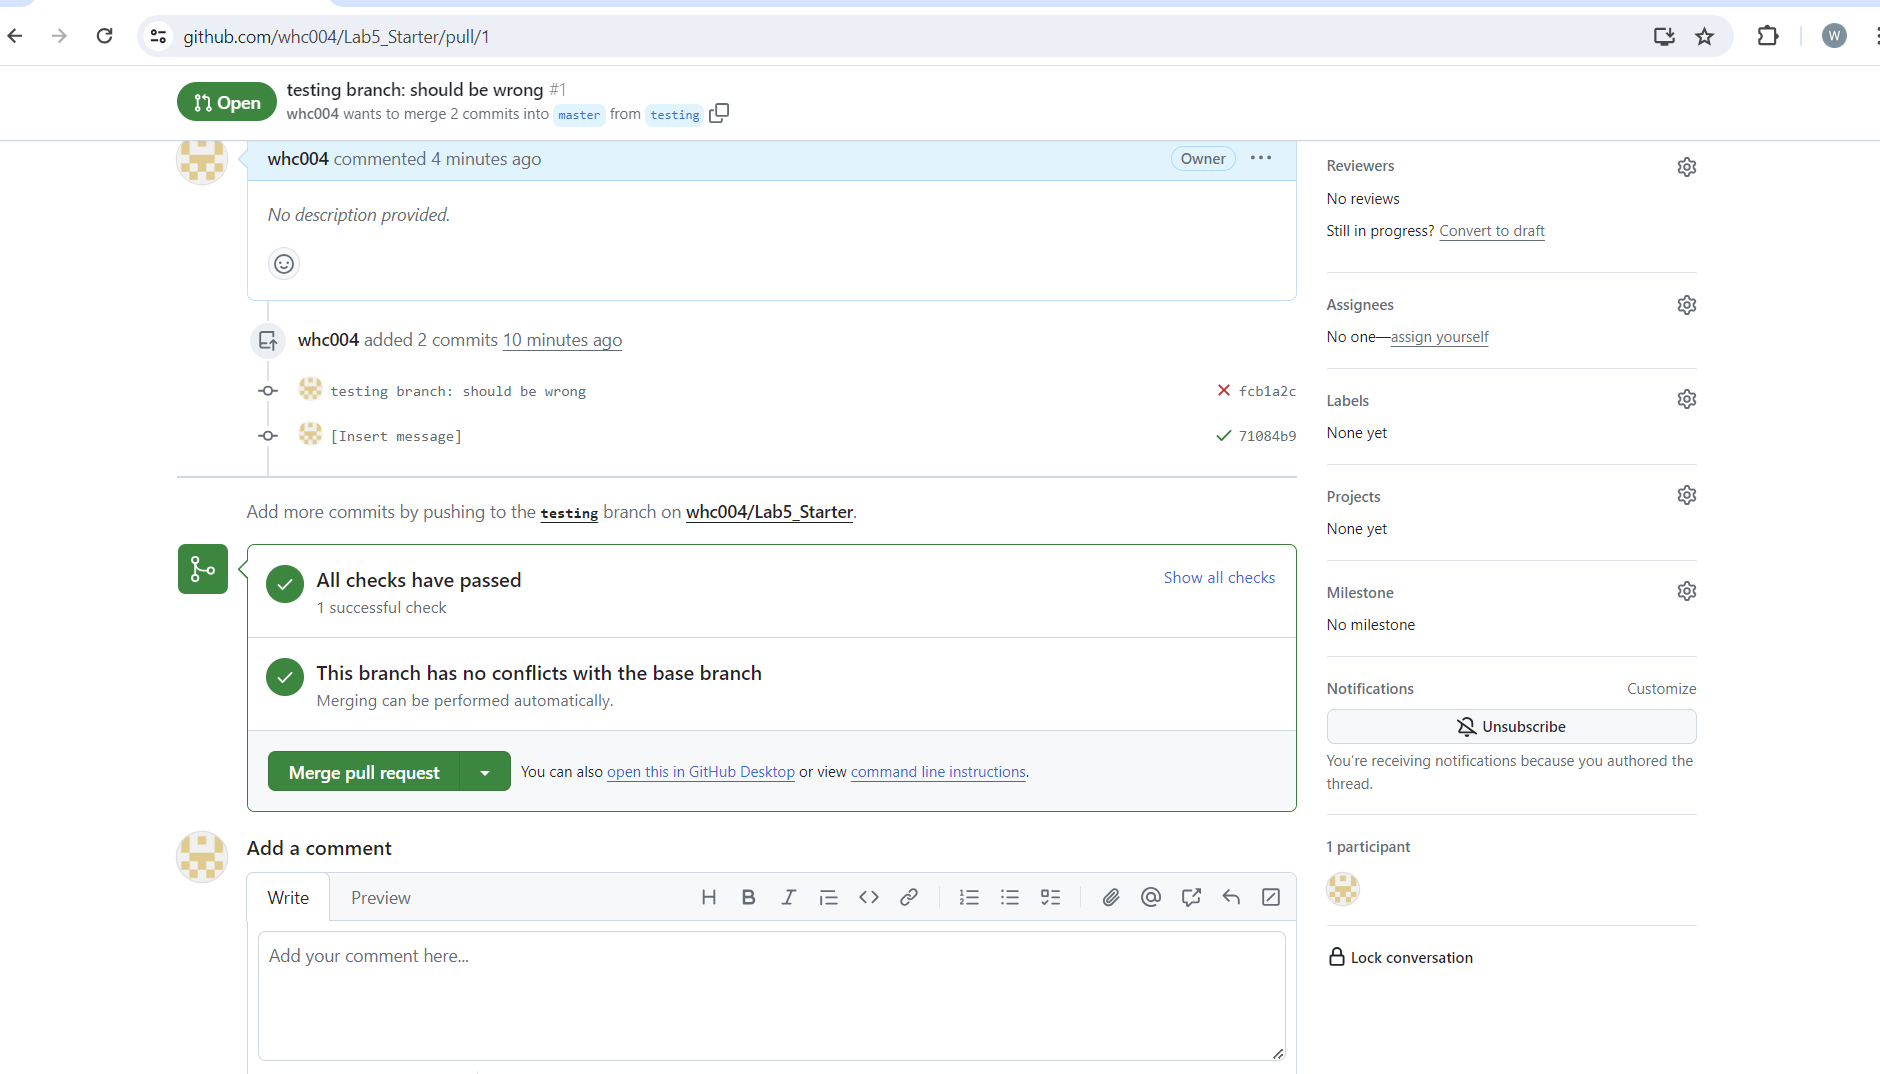 github.com/whc004/Lab5_Starter/pull/1
W
Open
testing branch: should be wrong #1
whc004 wants to merge 2 commits into master from testing
whc004 commented 4 minutes ago
Owner
No description provided.
whc004 added 2 commits 10 minutes ago
testing branch: should be wrong
fcb1a2c
[Insert message]
71084b9
Add more commits by pushing to the testing branch on whc004/Lab5_Starter.
All checks have passed
Show all checks
1 successful check
This branch has no conflicts with the base branch
Merging can be performed automatically.
Merge pull request
You can also open this in GitHub Desktop or view command line instructions.
Add a comment
Write
Preview
Add your comment here...
Reviewers
No reviews
Still in progress? Convert to draft
Assignees
No one—assign yourself
Labels
None yet
Projects
None yet
Milestone
No milestone
Notifications
Customize
Unsubscribe
You're receiving notifications because you authored the
thread.
1 participant
Lock conversation